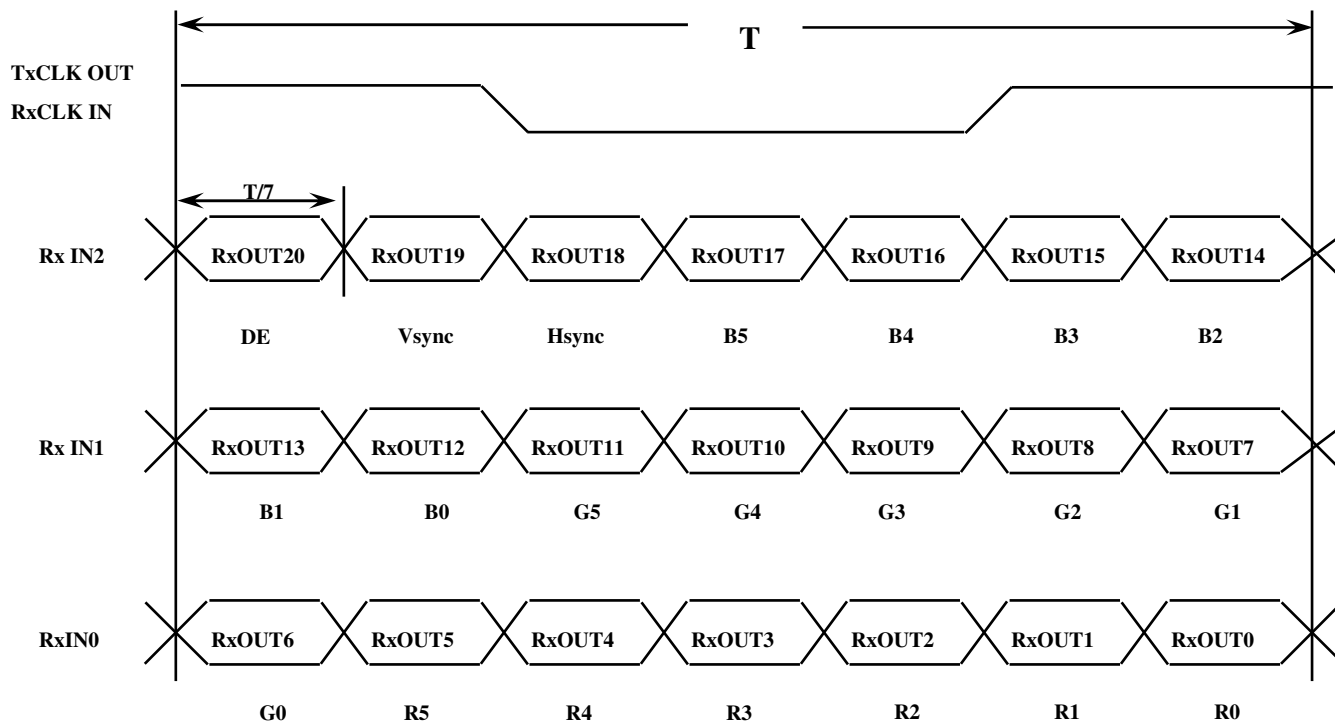 T
TxCLK OUT
RxCLK IN
T/7
Rx IN2 RxOUT20 RxOUT19 RxOUT18 RxOUT17 RxOUT16 RxOUT15 RxOUT14
DE Vsync Hsync B5 B4 B3 B2
Rx IN1 RxOUT13 RxOUT12 RxOUT11 RxOUT10 RxOUT9 RxOUT8 RxOUT7
B1 B0 G5 G4 G3 G2 G1
RxIN0 RxOUT6 RxOUT5 RxOUT4 RxOUT3 RxOUT2 RxOUT1 RxOUT0
G0 R5 R4 R3 R2 R1 R0